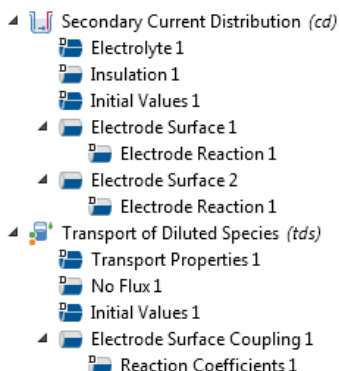 Secondary Current Distribution (cd)
D Electrolyte 1
D Insulation 1
D Initial Values 1
Electrode Surface 1
D Electrode Reaction 1
Electrode Surface 2
D Electrode Reaction 1
Transport of Diluted Species (tds)
D Transport Properties 1
D No Flux 1
D Initial Values 1
Electrode Surface Coupling 1
D Reaction Coefficients 1